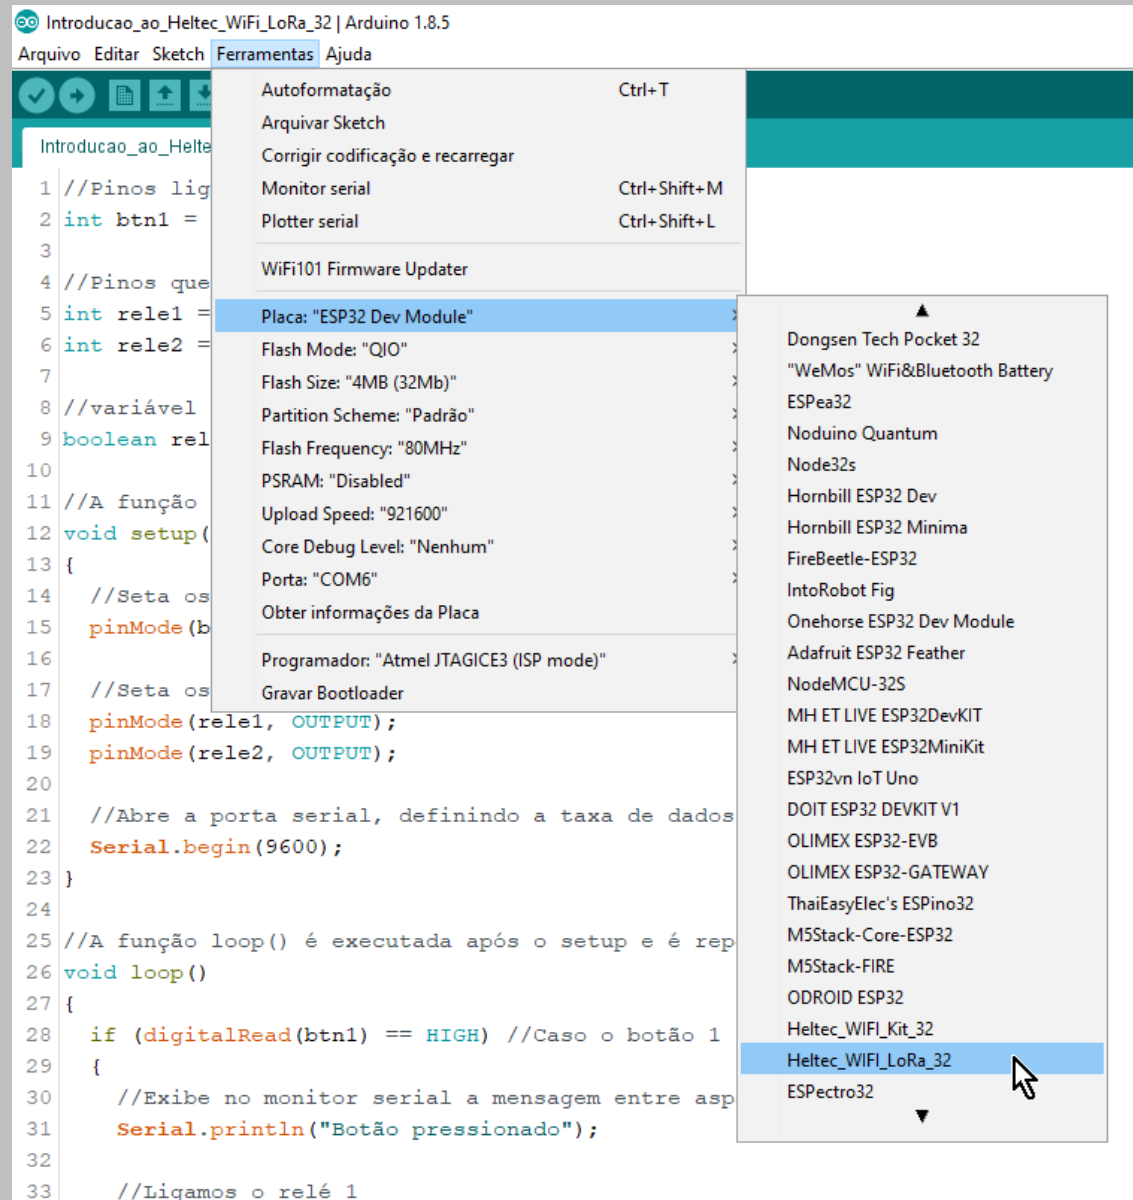 Introducao_ao_Heltec_WiFi_LoRa_32 | Arduino 1.8.5
Arquivo Editar Sketch Ferramentas Ajuda
Introducao_ao_Helte
Autoformatação Ctrl+T
Arquivar Sketch
Corrigir codificação e recarregar
Monitor serial Ctrl+Shift+M
Plotter serial Ctrl+Shift+L
WiFi101 Firmware Updater
Placa: "ESP32 Dev Module"
Flash Mode: "QIO"
Flash Size: "4MB (32Mb)"
Partition Scheme: "Padrão"
Flash Frequency: "80MHz"
PSRAM: "Disabled"
Upload Speed: "921600"
Core Debug Level: "Nenhum"
Porta: "COM6"
Obter informações da Placa
Programador: "Atmel JTAGICE3 (ISP mode)"
Gravar Bootloader
Dongsen Tech Pocket 32
"WeMos" WiFi&Bluetooth Battery
ESPea32
Noduino Quantum
Node32s
Hornbill ESP32 Dev
Hornbill ESP32 Minima
FireBeetle-ESP32
IntoRobot Fig
Onehorse ESP32 Dev Module
Adafruit ESP32 Feather
NodeMCU-32S
MH ET LIVE ESP32DevKIT
MH ET LIVE ESP32MiniKit
ESP32vn IoT Uno
DOIT ESP32 DEVKIT V1
OLIMEX ESP32-EVB
OLIMEX ESP32-GATEWAY
ThaiEasyElec's ESPino32
M5Stack-Core-ESP32
M5Stack-FIRE
ODROID ESP32
Heltec_WIFI_Kit_32
Heltec_WIFI_LoRa_32
ESPectro32
1 //Pinos lig
2 int btn1 =
3
4 //Pinos que
5 int rele1 =
6 int rele2 =
7
8 //variável
9 boolean rel
10
11 //A função
12 void setup(
13 {
14 //Seta os
15 pinMode(b
16
17 //Seta os
18 pinMode(rele1, OUTPUT);
19 pinMode(rele2, OUTPUT);
20
21 //Abre a porta serial, definindo a taxa de dados
22 Serial.begin(9600);
23 }
24
25 //A função loop() é executada após o setup e é rep
26 void loop()
27 {
28 if (digitalRead(btn1) == HIGH) //Caso o botão 1
29 {
30 //Exibe no monitor serial a mensagem entre asp
31 Serial.println("Botão pressionado");
32
33 //Ligamos o relé 1